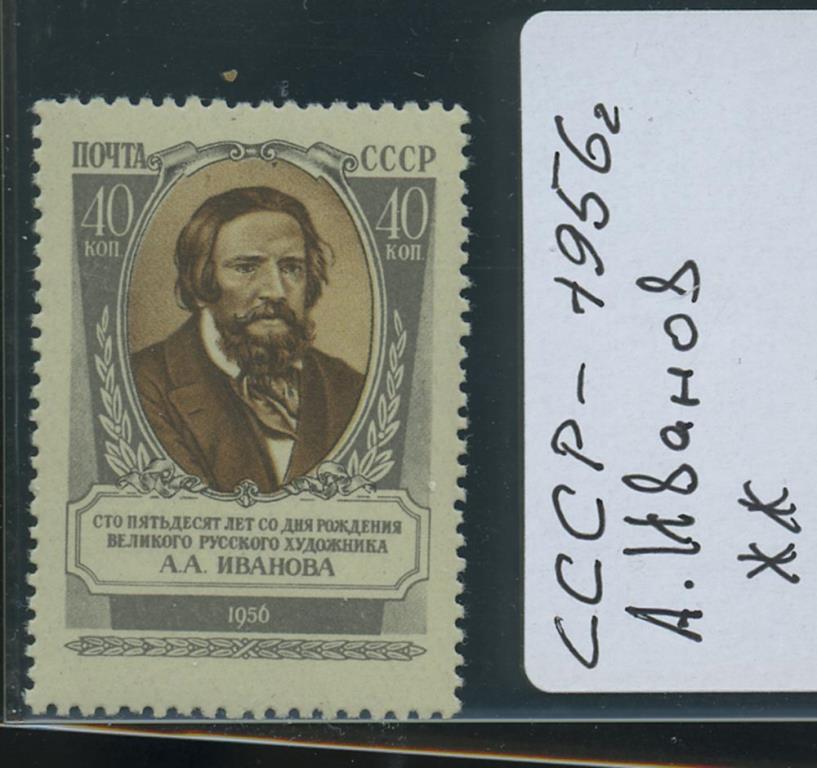 ПОЧТА СССР
40 КОП. 40 КОП.
СТО ПЯТЬДЕСЯТ ЛЕТ СО ДНЯ РОЖДЕНИЯ
ВЕЛИКОГО РУССКОГО ХУДОЖНИКА
А.А. ИВАНОВА
1956
СССР - 1956г
А. Иванов
ЖК